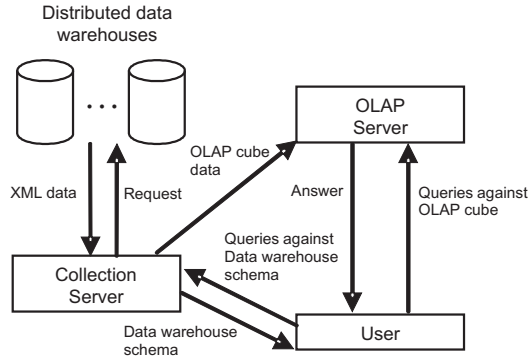 Distributed data
warehouses
...
OLAP
Server
OLAP cube
data
XML data
Request
Answer
Queries against
OLAP cube
Queries against
Data warehouse
schema
Collection
Server
Data warehouse
schema
User